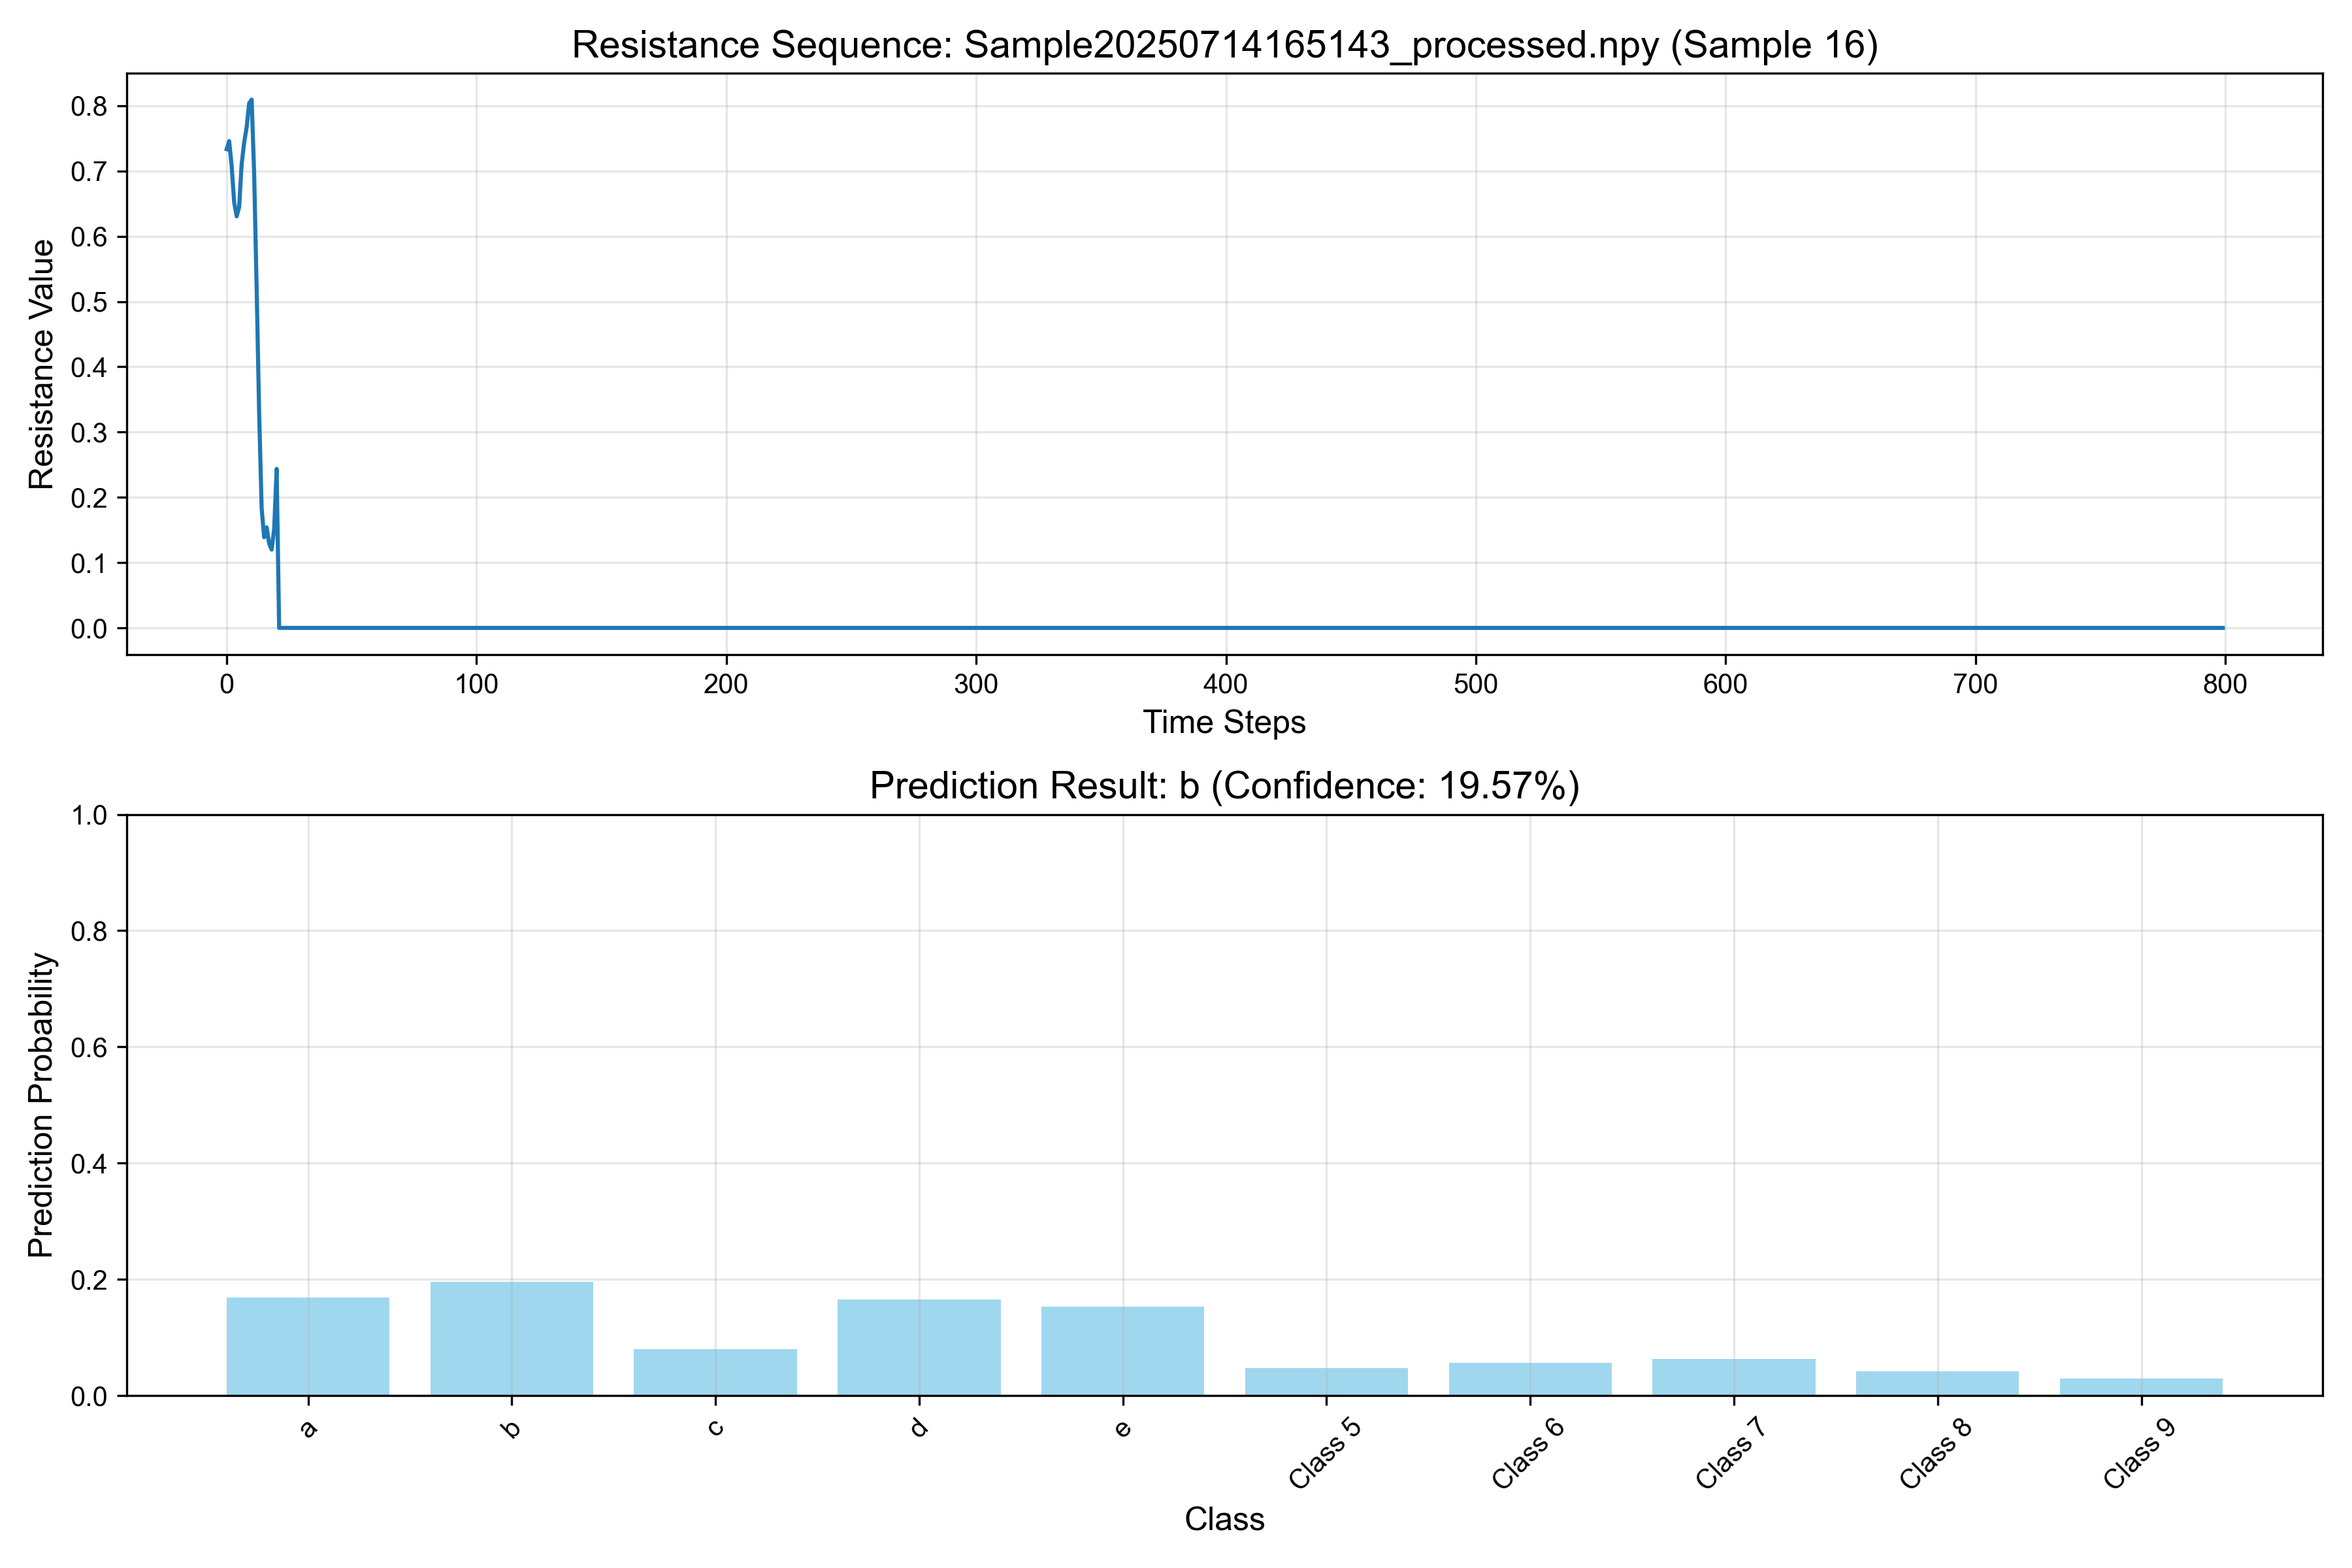 Resistance Sequence: Sample20250714165143_processed.npy (Sample 16)
Resistance Value
0.8
0.7
0.6
0.5
0.4
0.3
0.2
0.1
0.0
0 100 200 300 400 500 600 700 800
Time Steps
Prediction Result: b (Confidence: 19.57%)
Prediction Probability
1.0
0.8
0.6
0.4
0.2
0.0
a b c d e Class 5 Class 6 Class 7 Class 8 Class 9
Class